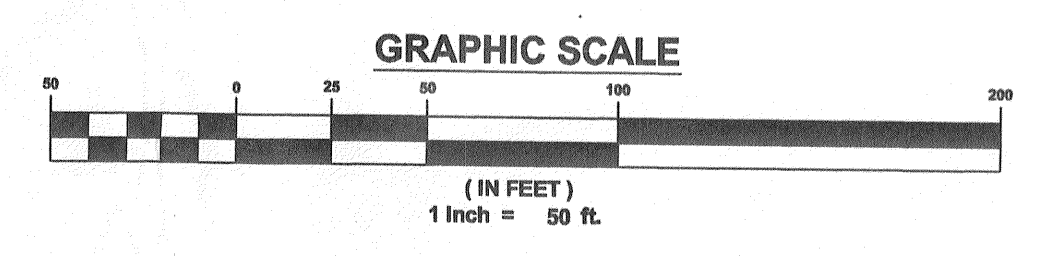 GRAPHIC SCALE
50 0 25 50 100 200
( IN FEET )
1 Inch = 50 ft.